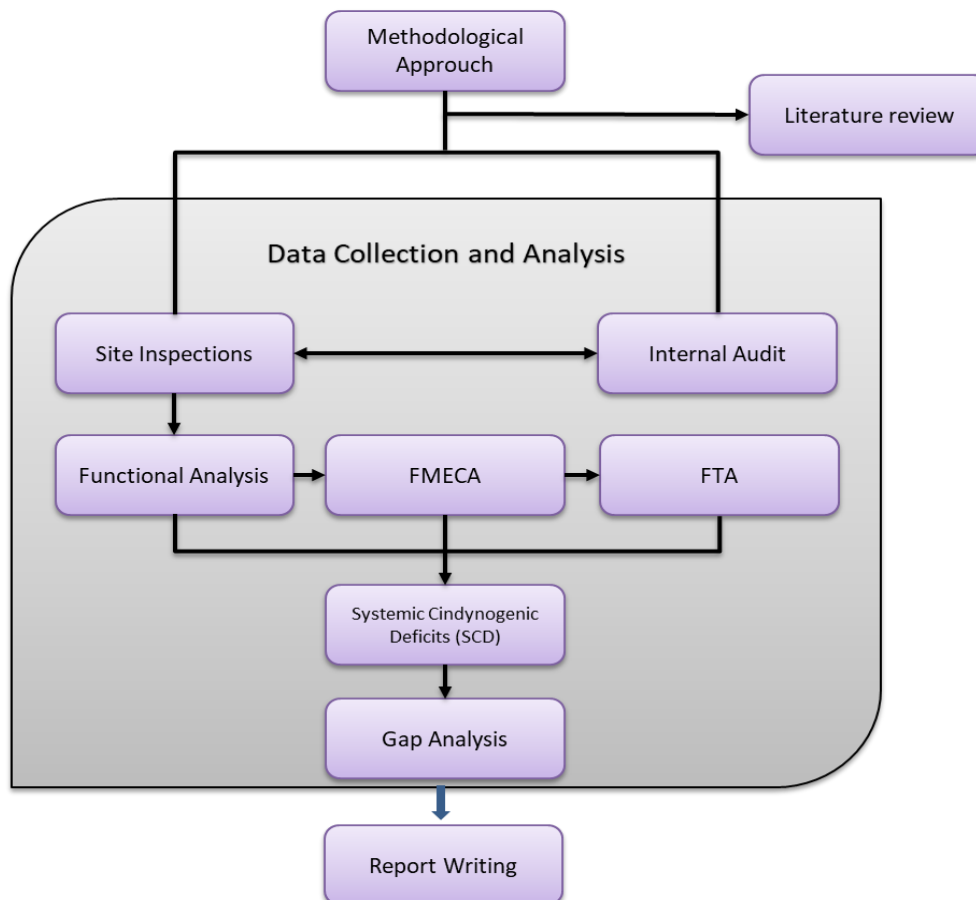 Methodological
Approuch
Literature review
Data Collection and Analysis
Site Inspections
Internal Audit
Functional Analysis
FMECA
FTA
Systemic Cindynogenic
Deficits (SCD)
Gap Analysis
Report Writing